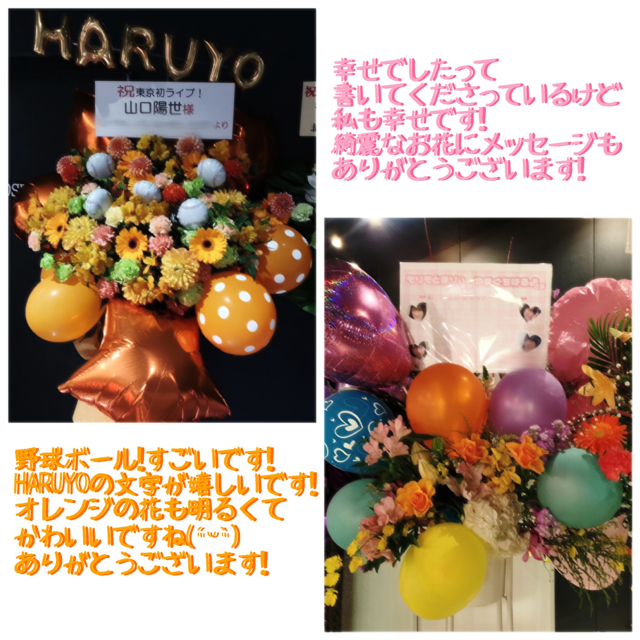 HARUYO
祝東京初ライブ!
山口陽世様
より
祝
幸せでしたって
書いてくださっているけど
私も幸せです!
綺麗なお花にメッセージも
ありがとうございます!
野球ボール!すごいです!
HARUYOの文字が嬉しいです!
オレンジの花も明るくて
かわいいですね(¨̮)
ありがとうございます!